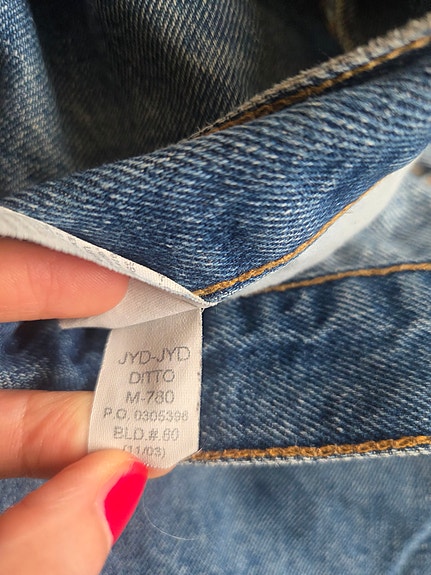 JYD-JYD
DITTO
M-780
P.O. 0305396
BLD.#.60
(11/03)